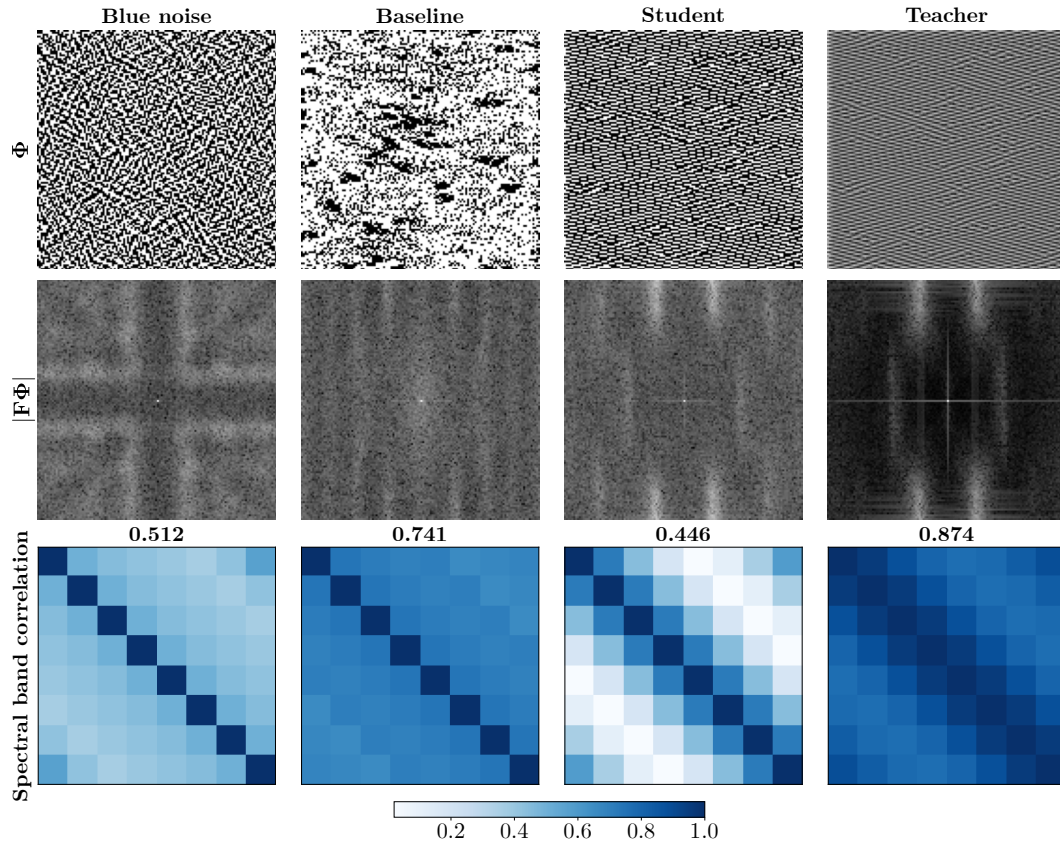 Blue noise Baseline Student Teacher
Φ
|FΦ|
0.512 0.741 0.446 0.874
Spectral band correlation
0.2 0.4 0.6 0.8 1.0